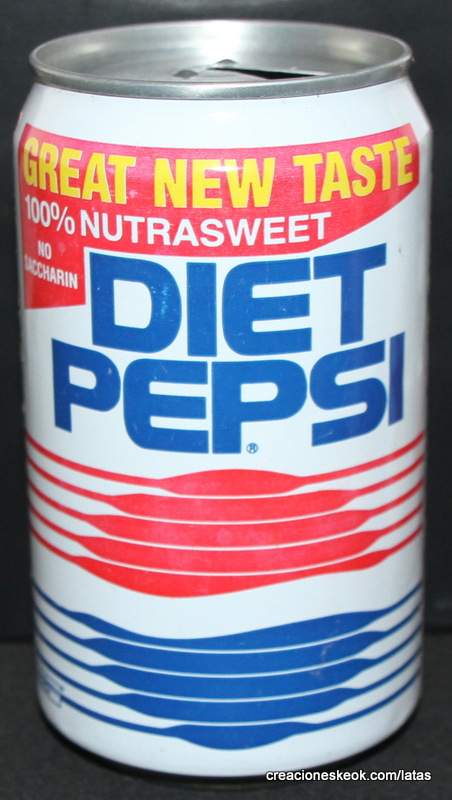 GREAT NEW TASTE
100% NUTRASWEET
NO
SACCHARIN
DIET
PEPSI
®
creacioneskeok.com/latas